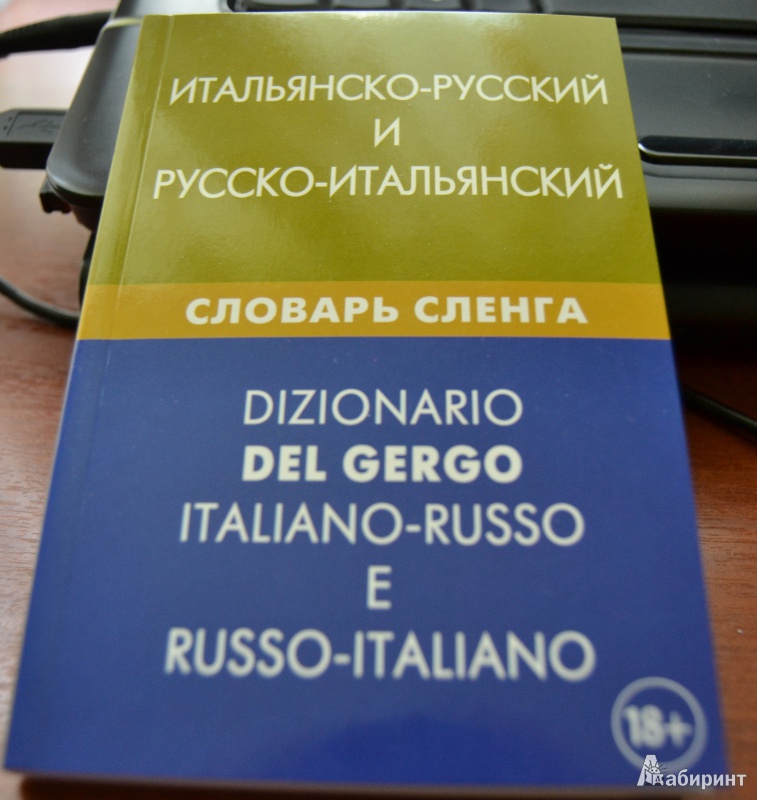 ИТАЛЬЯНСКО-РУССКИЙ
И
РУССКО-ИТАЛЬЯНСКИЙ
СЛОВАРЬ СЛЕНГА
DIZIONARIO
DEL GERGO
ITALIANO-RUSSO
E
RUSSO-ITALIANO
18+
Лабиринт